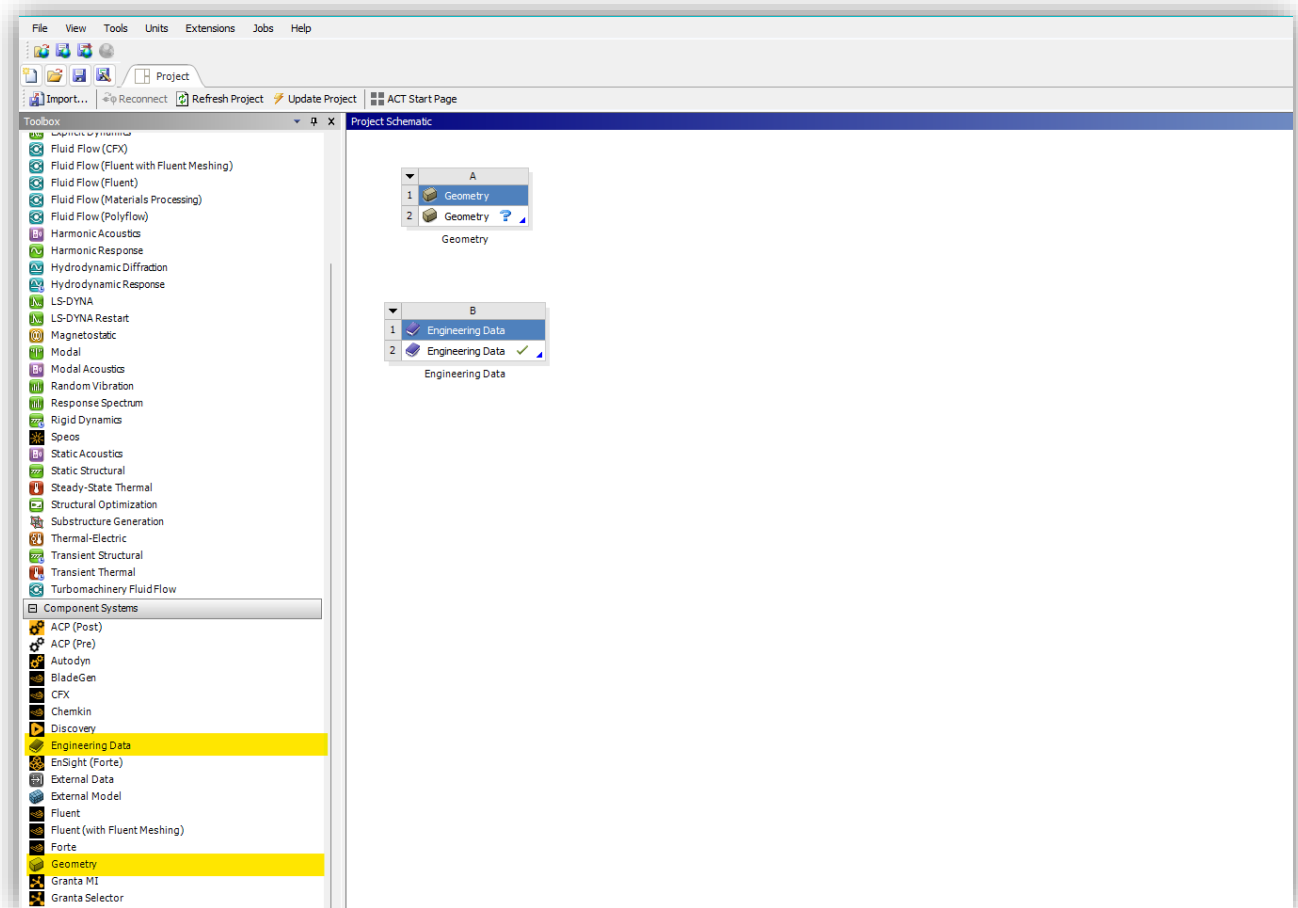 File View Tools Units Extensions Jobs Help
Project
Import... Reconnect Refresh Project Update Project ACT Start Page
Toolbox
Project Schematic
Explicit Dynamics
Fluid Flow (CFX)
Fluid Flow (Fluent with Fluent Meshing)
Fluid Flow (Fluent)
Fluid Flow (Materials Processing)
Fluid Flow (Polyflow)
Harmonic Acoustics
Harmonic Response
Hydrodynamic Diffraction
Hydrodynamic Response
LS-DYNA
LS-DYNA Restart
Magnetostatic
Modal
Modal Acoustics
Random Vibration
Response Spectrum
Rigid Dynamics
Speos
Static Acoustics
Static Structural
Steady-State Thermal
Structural Optimization
Substructure Generation
Thermal-Electric
Transient Structural
Transient Thermal
Turbomachinery Fluid Flow
Component Systems
ACP (Post)
ACP (Pre)
Autodyn
BladeGen
CFX
Chemkin
Discovery
Engineering Data
EnSight (Forte)
External Data
External Model
Fluent
Fluent (with Fluent Meshing)
Forte
Geometry
Granta MI
Granta Selector
A
1 Geometry
2 Geometry ?
Geometry
B
1 Engineering Data
2 Engineering Data
Engineering Data